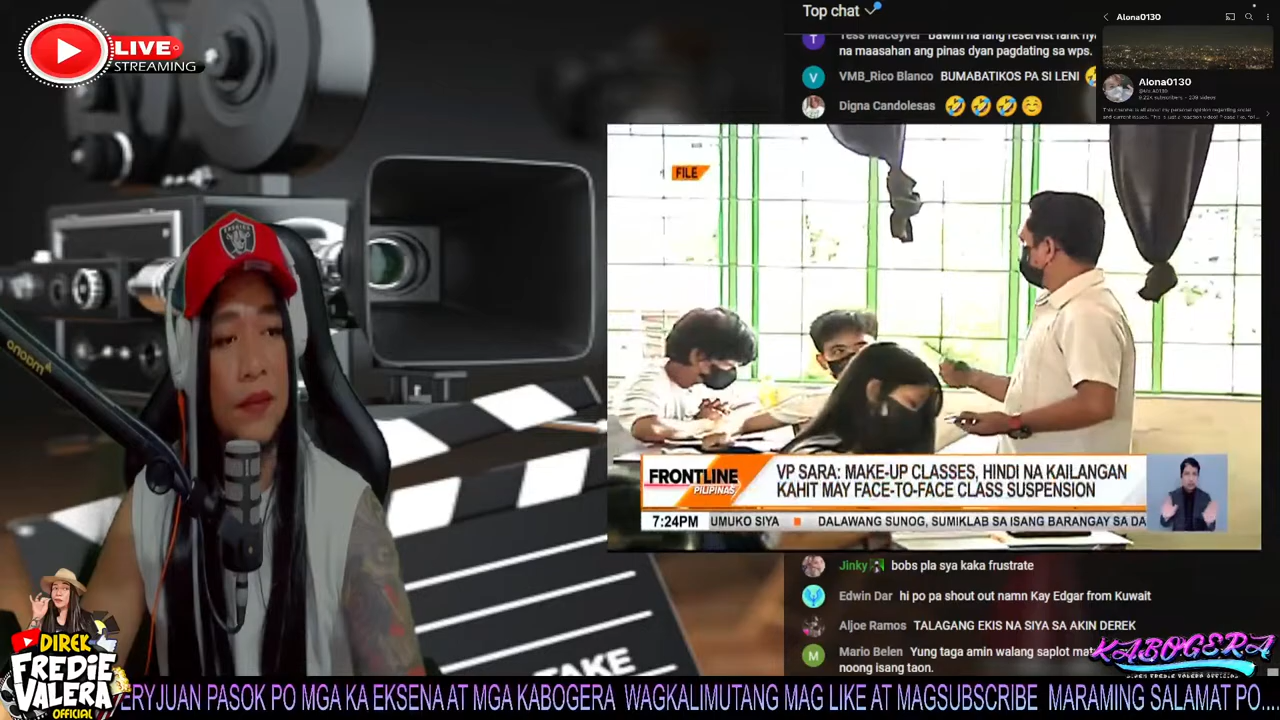 LIVE
STREAMING
Top chat
Alona0130
na maasahan ang pinas dyan pagdating sa wps.
VMB_Rico Blanco BUMABATIKOS PA SI LENI
Digna Candolesas
Alona0130
FILE
FRONTLINE
PILIPINAS
VP SARA: MAKE-UP CLASSES, HINDI NA KAILANGAN
KAHIT MAY FACE-TO-FACE CLASS SUSPENSION
7:24PM UMUKO SIYA DALAWANG SUNOG, SUMIKLAB SA ISANG BARANGAY SA DA
Jinky bobs pla sya kaka frustrate
Edwin Dar hi po pa shout out namn Kay Edgar from Kuwait
Aljoe Ramos TALAGANG EKIS NA SIYA SA AKIN DEREK
Mario Belen Yung taga amin walang saplot mat
noong isang taon.
KABOGERA
maono
RAIDERS
TAKE
DIREK
FREDIE
VALERA
OFFICIAL
ERYJUAN PASOK PO MGA KA EKSENA AT MGA KABOGERA WAGKALIMUTANG MAG LIKE AT MAGSUBSCRIBE MARAMING SALAMAT PO....